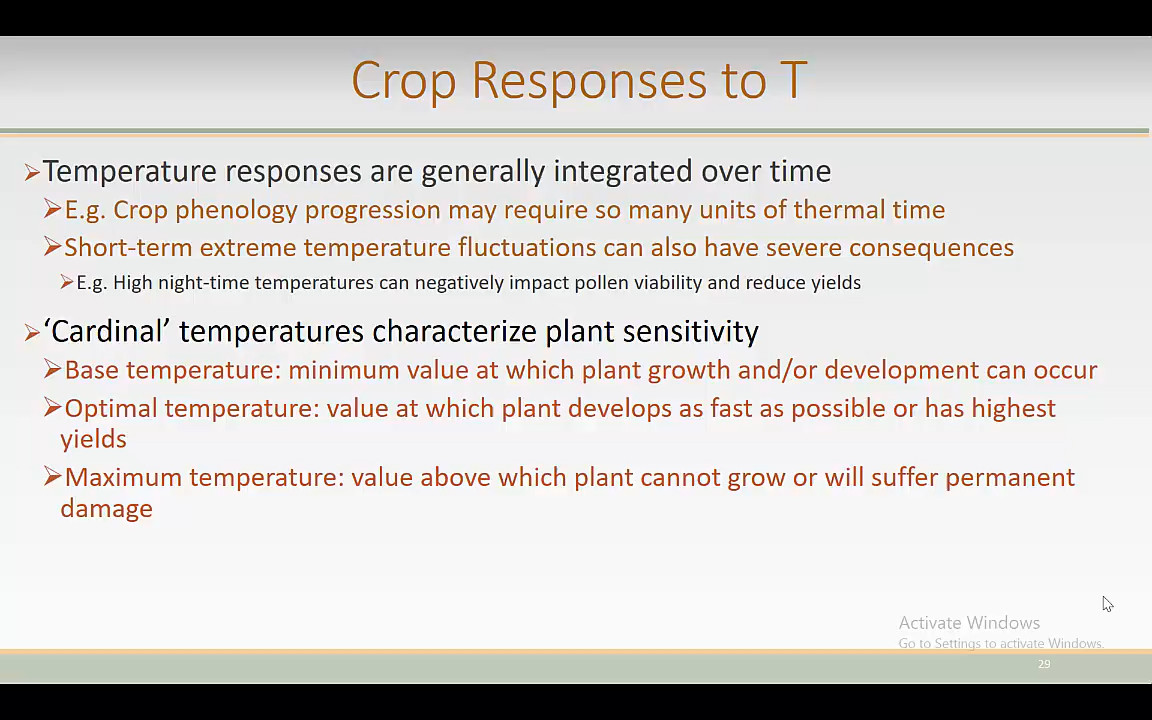 Crop Responses to T
➢Temperature responses are generally integrated over time
➢E.g. Crop phenology progression may require so many units of thermal time
➢Short-term extreme temperature fluctuations can also have severe consequences
➢E.g. High night-time temperatures can negatively impact pollen viability and reduce yields
➢‘Cardinal’ temperatures characterize plant sensitivity
➢Base temperature: minimum value at which plant growth and/or development can occur
➢Optimal temperature: value at which plant develops as fast as possible or has highest
yields
➢Maximum temperature: value above which plant cannot grow or will suffer permanent
damage
Activate Windows
Go to Settings to activate Windows.
29